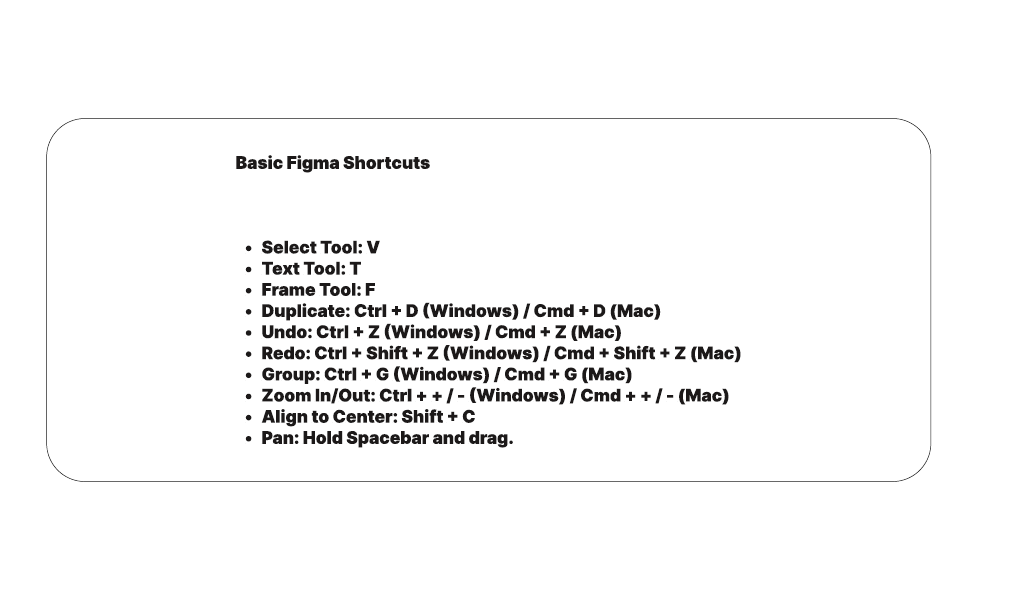 Basic Figma Shortcuts
• Select Tool: V
• Text Tool: T
• Frame Tool: F
• Duplicate: Ctrl + D (Windows) / Cmd + D (Mac)
• Undo: Ctrl + Z (Windows) / Cmd + Z (Mac)
• Redo: Ctrl + Shift + Z (Windows) / Cmd + Shift + Z (Mac)
• Group: Ctrl + G (Windows) / Cmd + G (Mac)
• Zoom In/Out: Ctrl + + / - (Windows) / Cmd + + / - (Mac)
• Align to Center: Shift + C
• Pan: Hold Spacebar and drag.